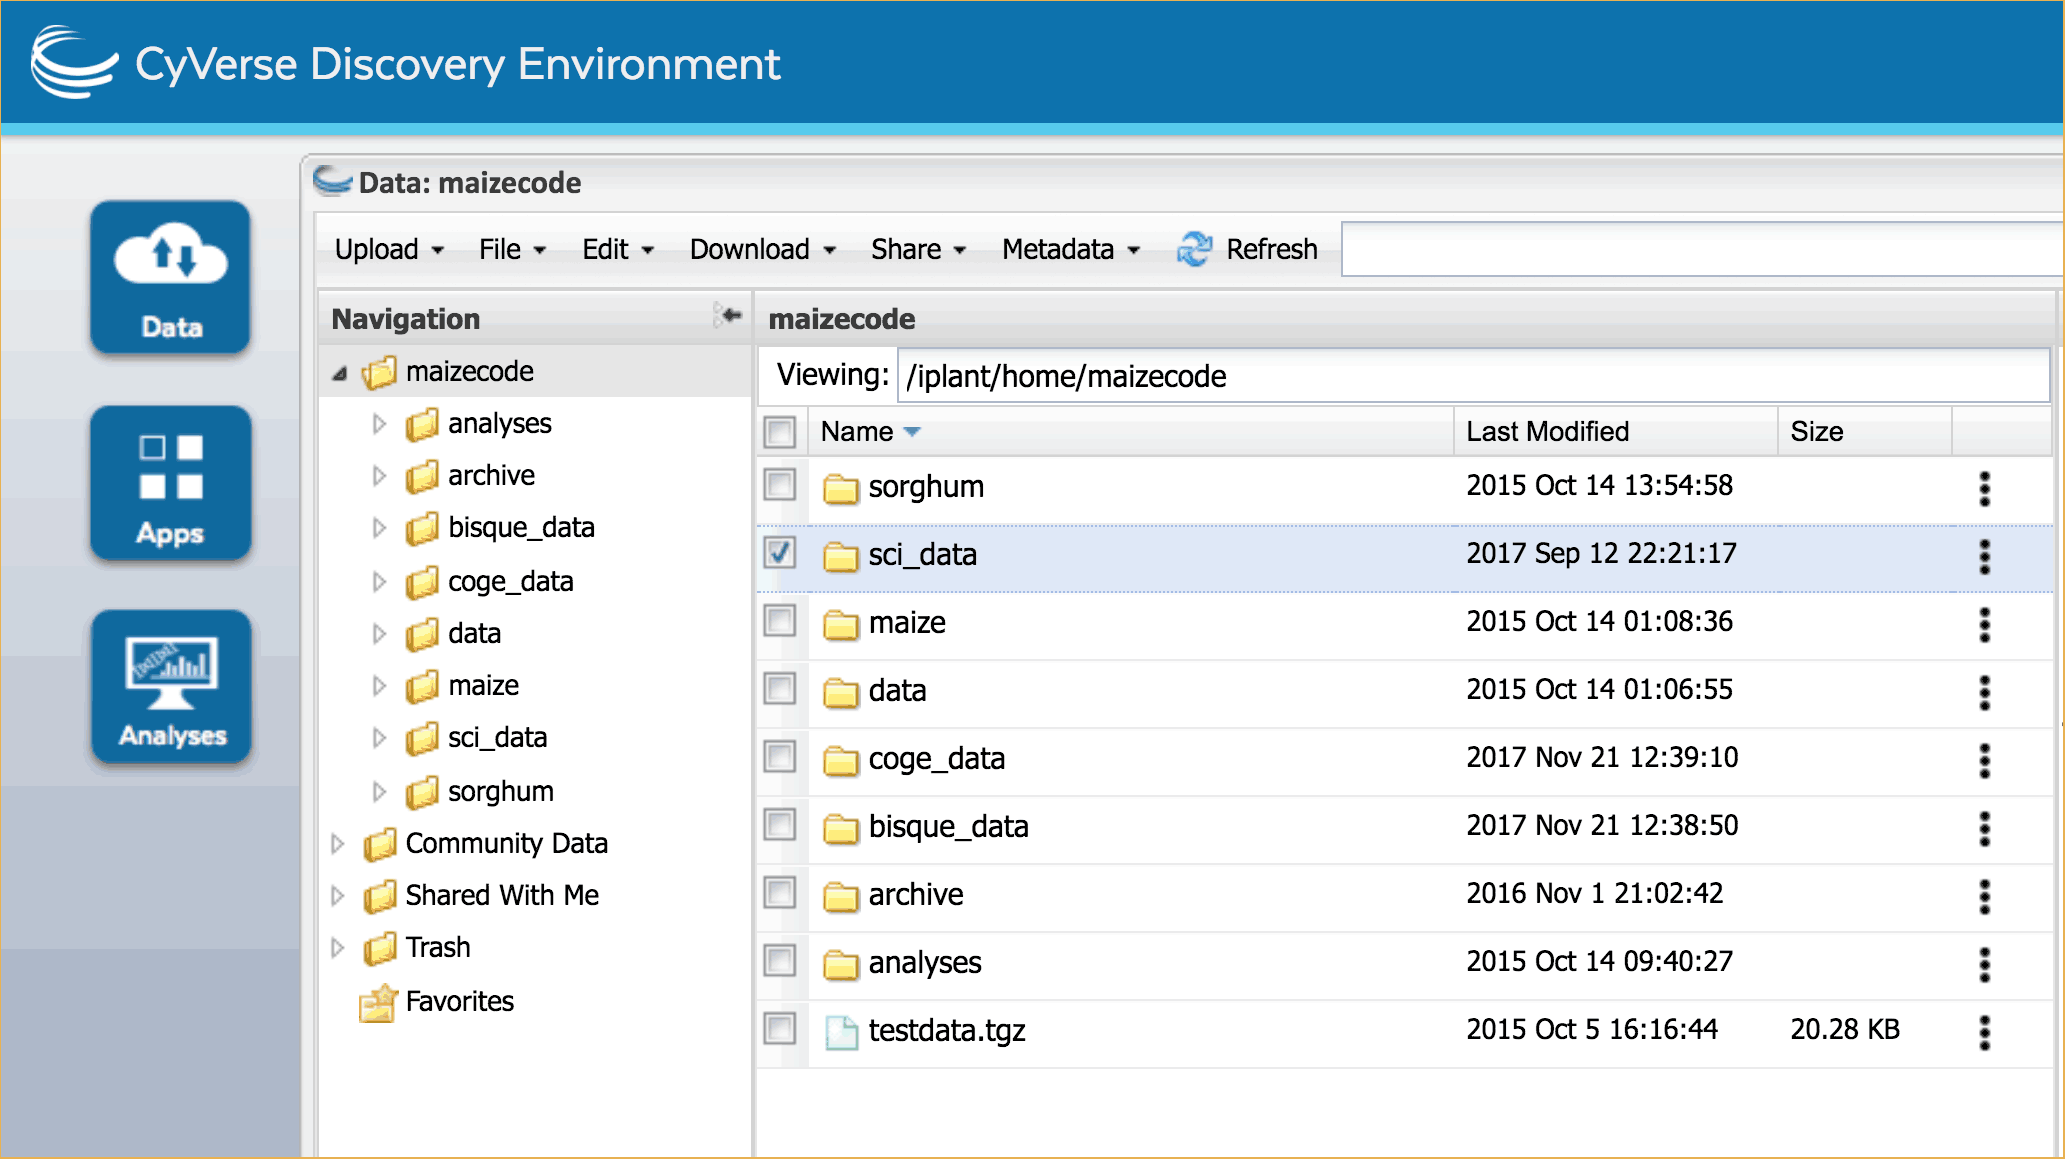 CyVerse Discovery Environment
Data: maizecode
Data
Apps
Analyses
Upload File Edit Download Share Metadata Refresh
Navigation
maizecode
analyses
archive
bisque_data
coge_data
data
maize
sci_data
sorghum
Community Data
Shared With Me
Trash
Favorites
maizecode
Viewing: /iplant/home/maizecode
Name Last Modified Size
sorghum 2015 Oct 14 13:54:58
sci_data 2017 Sep 12 22:21:17
maize 2015 Oct 14 01:08:36
data 2015 Oct 14 01:06:55
coge_data 2017 Nov 21 12:39:10
bisque_data 2017 Nov 21 12:38:50
archive 2016 Nov 1 21:02:42
analyses 2015 Oct 14 09:40:27
testdata.tgz 2015 Oct 5 16:16:44 20.28 KB